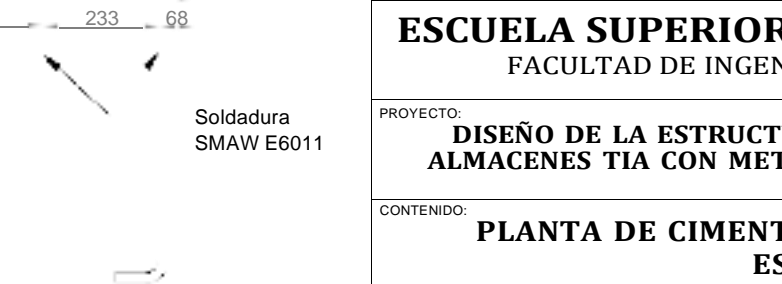 233 68
Soldadura
SMAW E6011
ESCUELA SUPERIOR
FACULTAD DE INGEN
PROYECTO:
DISEÑO DE LA ESTRUCT
ALMACENES TIA CON MET
CONTENIDO:
PLANTA DE CIMENT
ES